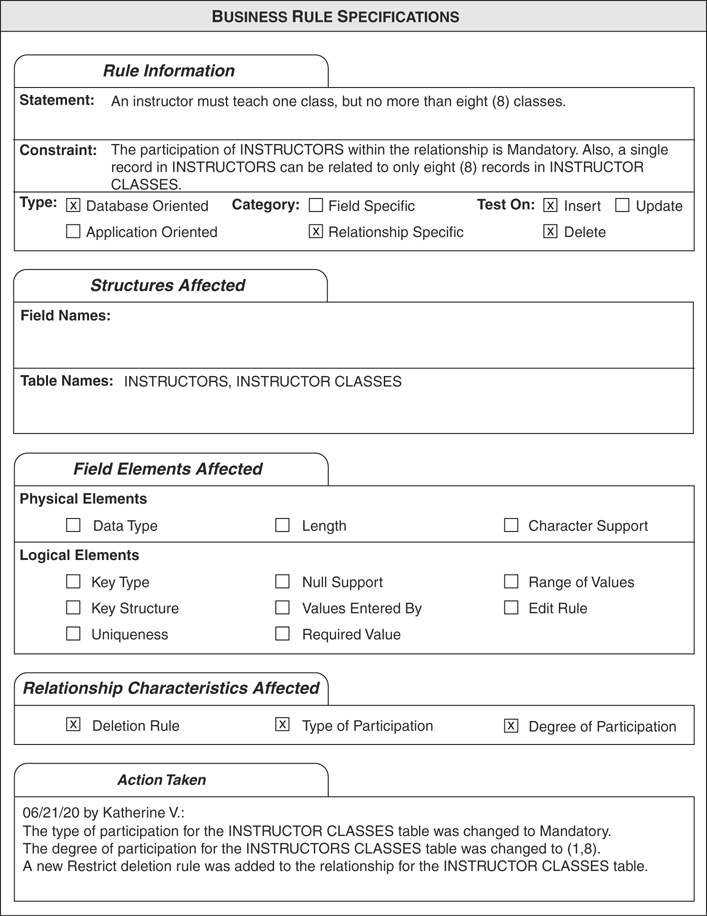 BUSINESS RULE SPECIFICATIONS
Rule Information
Statement: An instructor must teach one class, but no more than eight (8) classes.
Constraint: The participation of INSTRUCTORS within the relationship is Mandatory. Also, a single
record in INSTRUCTORS can be related to only eight (8) records in INSTRUCTOR
CLASSES.
Type: x Database Oriented Category: Field Specific Test On: x Insert Update
Application Oriented x Relationship Specific x Delete
Structures Affected
Field Names:
Table Names: INSTRUCTORS, INSTRUCTOR CLASSES
Field Elements Affected
Physical Elements
Data Type Length Character Support
Logical Elements
Key Type Null Support Range of Values
Key Structure Values Entered By Edit Rule
Uniqueness Required Value
Relationship Characteristics Affected
x Deletion Rule x Type of Participation x Degree of Participation
Action Taken
06/21/20 by Katherine V.:
The type of participation for the INSTRUCTOR CLASSES table was changed to Mandatory.
The degree of participation for the INSTRUCTORS CLASSES table was changed to (1,8).
A new Restrict deletion rule was added to the relationship for the INSTRUCTOR CLASSES table.